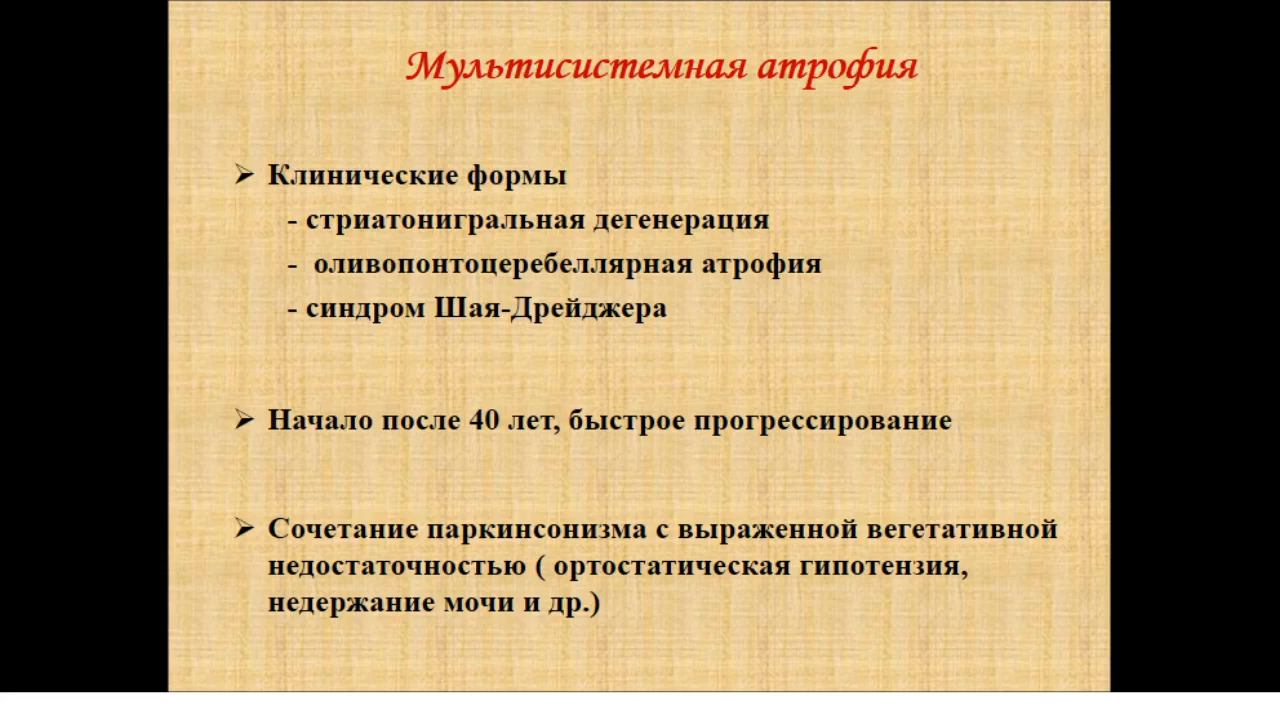 Мультисистемная атрофия
➢ Клинические формы
- стриатонигральная дегенерация
- оливопонтоцеребеллярная атрофия
- синдром Шая-Дрейджера
➢ Начало после 40 лет, быстрое прогрессирование
➢ Сочетание паркинсонизма с выраженной вегетативной
недостаточностью ( ортостатическая гипотензия,
недержание мочи и др.)